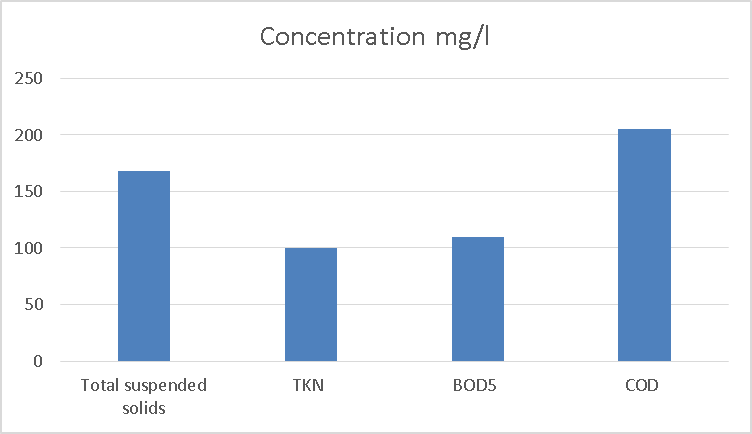 Concentration mg/l
250
200
150
100
50
0
Total suspended
solids
TKN
BOD5
COD